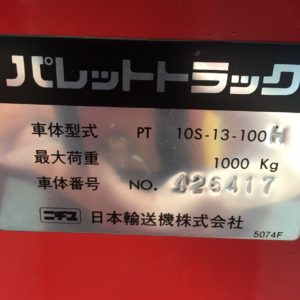 パレットトラック
車体型式 PT 10S-13-100H
最大荷重 1000 Kg
車体番号 NO. 426417
ニチユ 日本輸送機株式会社
5074F